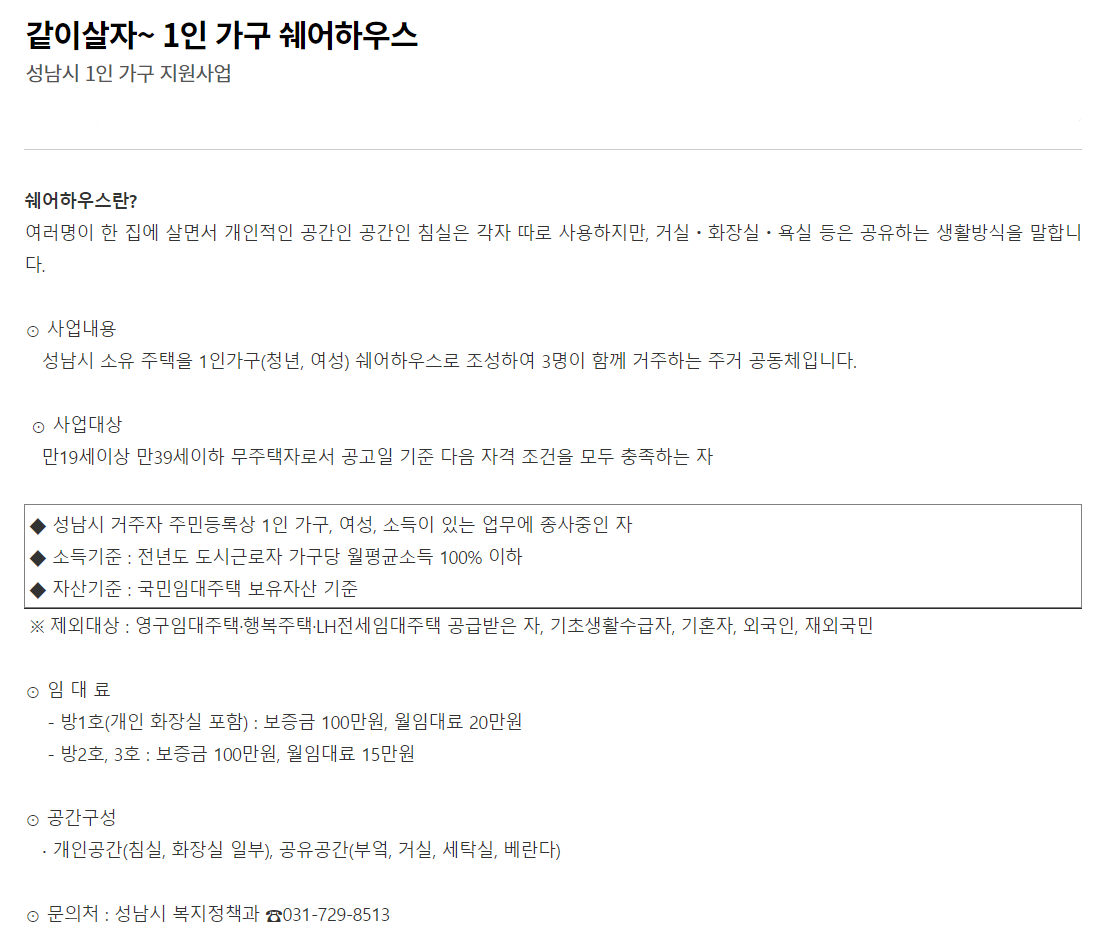 같이살자~ 1인 가구 쉐어하우스
성남시 1인 가구 지원사업
쉐어하우스란?
여러명이 한 집에 살면서 개인적인 공간인 공간인 침실은 각자 따로 사용하지만, 거실・화장실・욕실 등은 공유하는 생활방식을 말합니
다.
⊙ 사업내용
성남시 소유 주택을 1인가구(청년, 여성) 쉐어하우스로 조성하여 3명이 함께 거주하는 주거 공동체입니다.
⊙ 사업대상
만19세이상 만39세이하 무주택자로서 공고일 기준 다음 자격 조건을 모두 충족하는 자
◆ 성남시 거주자 주민등록상 1인 가구, 여성, 소득이 있는 업무에 종사중인 자
◆ 소득기준 : 전년도 도시근로자 가구당 월평균소득 100% 이하
◆ 자산기준 : 국민임대주택 보유자산 기준
※ 제외대상 : 영구임대주택·행복주택·LH전세임대주택 공급받은 자, 기초생활수급자, 기혼자, 외국인, 재외국민
⊙ 임 대 료
- 방1호(개인 화장실 포함) : 보증금 100만원, 월임대료 20만원
- 방2호, 3호 : 보증금 100만원, 월임대료 15만원
⊙ 공간구성
· 개인공간(침실, 화장실 일부), 공유공간(부엌, 거실, 세탁실, 베란다)
⊙ 문의처 : 성남시 복지정책과 ☎031-729-8513